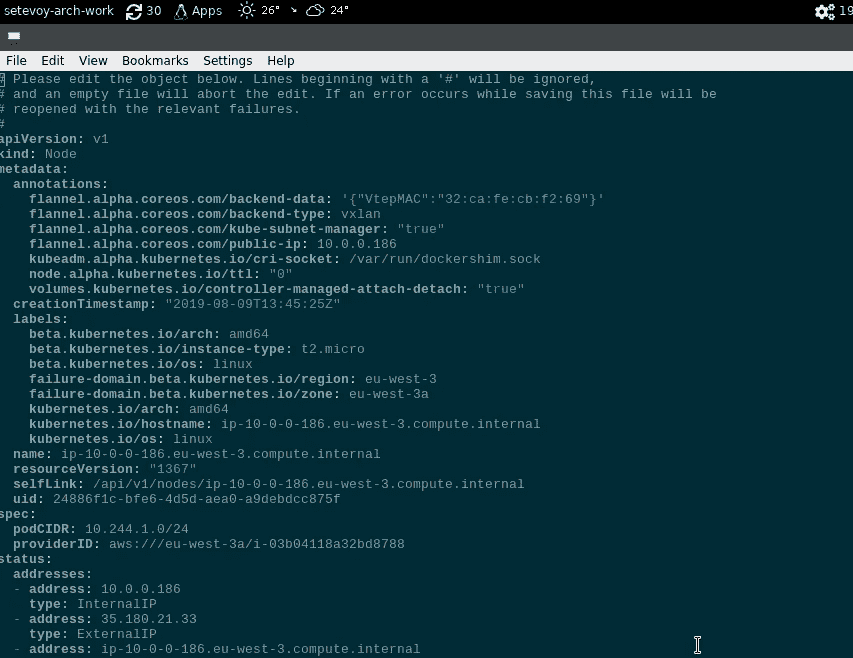 setevoy-arch-work 30 Apps 26° ↘ 24° 19
File Edit View Bookmarks Settings Help
# Please edit the object below. Lines beginning with a '#' will be ignored,
# and an empty file will abort the edit. If an error occurs while saving this file will be
# reopened with the relevant failures.
#
apiVersion: v1
kind: Node
metadata:
  annotations:
    flannel.alpha.coreos.com/backend-data: '{"VtepMAC":"32:ca:fe:cb:f2:69"}'
    flannel.alpha.coreos.com/backend-type: vxlan
    flannel.alpha.coreos.com/kube-subnet-manager: "true"
    flannel.alpha.coreos.com/public-ip: 10.0.0.186
    kubeadm.alpha.kubernetes.io/cri-socket: /var/run/dockershim.sock
    node.alpha.kubernetes.io/ttl: "0"
    volumes.kubernetes.io/controller-managed-attach-detach: "true"
  creationTimestamp: "2019-08-09T13:45:25Z"
  labels:
    beta.kubernetes.io/arch: amd64
    beta.kubernetes.io/instance-type: t2.micro
    beta.kubernetes.io/os: linux
    failure-domain.beta.kubernetes.io/region: eu-west-3
    failure-domain.beta.kubernetes.io/zone: eu-west-3a
    kubernetes.io/arch: amd64
    kubernetes.io/hostname: ip-10-0-0-186.eu-west-3.compute.internal
    kubernetes.io/os: linux
  name: ip-10-0-0-186.eu-west-3.compute.internal
  resourceVersion: "1367"
  selfLink: /api/v1/nodes/ip-10-0-0-186.eu-west-3.compute.internal
  uid: 24886f1c-bfe6-4d5d-aea0-a9debdcc875f
spec:
  podCIDR: 10.244.1.0/24
  providerID: aws:///eu-west-3a/i-03b04118a32bd8788
status:
  addresses:
  - address: 10.0.0.186
    type: InternalIP
  - address: 35.180.21.33
    type: ExternalIP
  - address: ip-10-0-0-186.eu-west-3.compute.internal